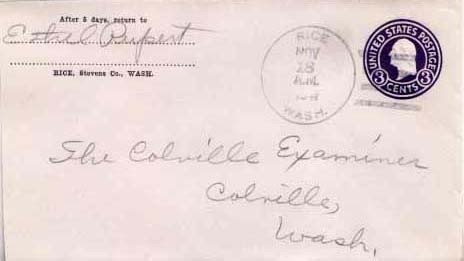 After 5 days, return to
Ethel Rupert
RICE, Stevens Co., WASH.
RICE
NOV
28
A.M.
WASH.
UNITED STATES POSTAGE
3 CENTS 3
The Colville Examiner
Colville,
Wash.